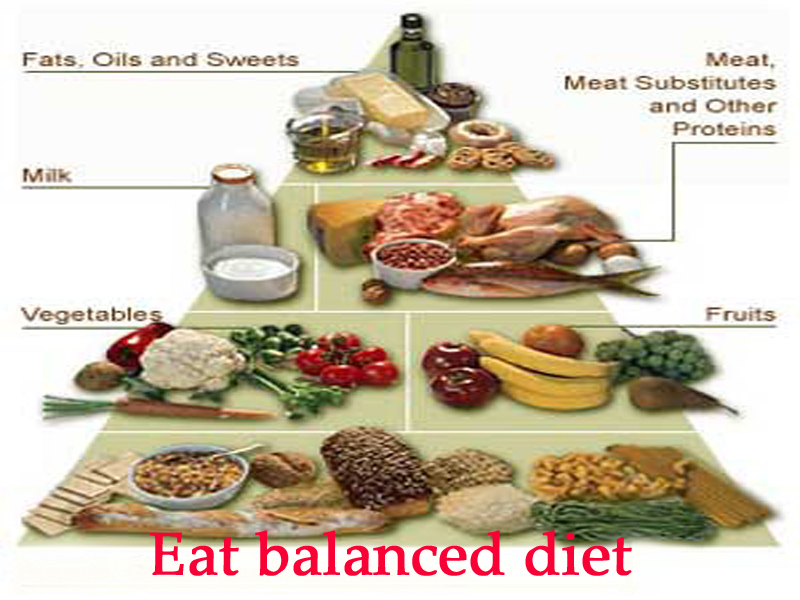 Fats, Oils and Sweets
Meat,
Meat Substitutes
and Other
Proteins
Milk
Vegetables
Fruits
Eat balanced diet